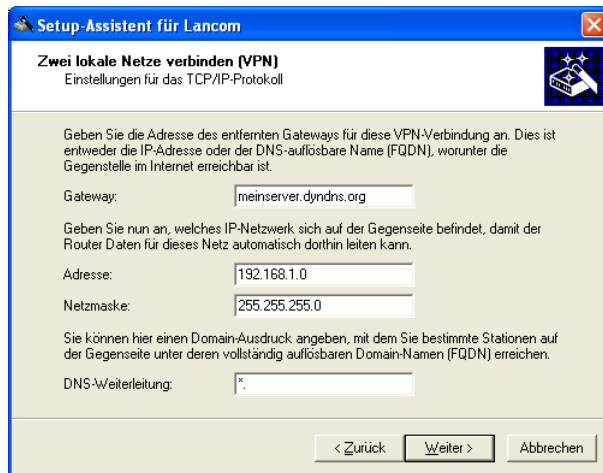 Setup-Assistent für Lancom
Zwei lokale Netze verbinden (VPN)
Einstellungen für das TCP/IP-Protokoll
Geben Sie die Adresse des entfernten Gateways für diese VPN-Verbindung an. Dies ist
entweder die IP-Adresse oder der DNS-auflösbare Name (FQDN), worunter die
Gegenstelle im Internet erreichbar ist.
Gateway: meinserver.dyndns.org
Geben Sie nun an, welches IP-Netzwerk sich auf der Gegenseite befindet, damit der
Router Daten für dieses Netz automatisch dorthin leiten kann.
Adresse: 192.168.1.0
Netzmaske: 255.255.255.0
Sie können hier einen Domain-Ausdruck angeben, mit dem Sie bestimmte Stationen auf
der Gegenseite unter deren vollständig auflösbaren Domain-Namen (FQDN) erreichen.
DNS-Weiterleitung: *.
< Zurück Weiter > Abbrechen